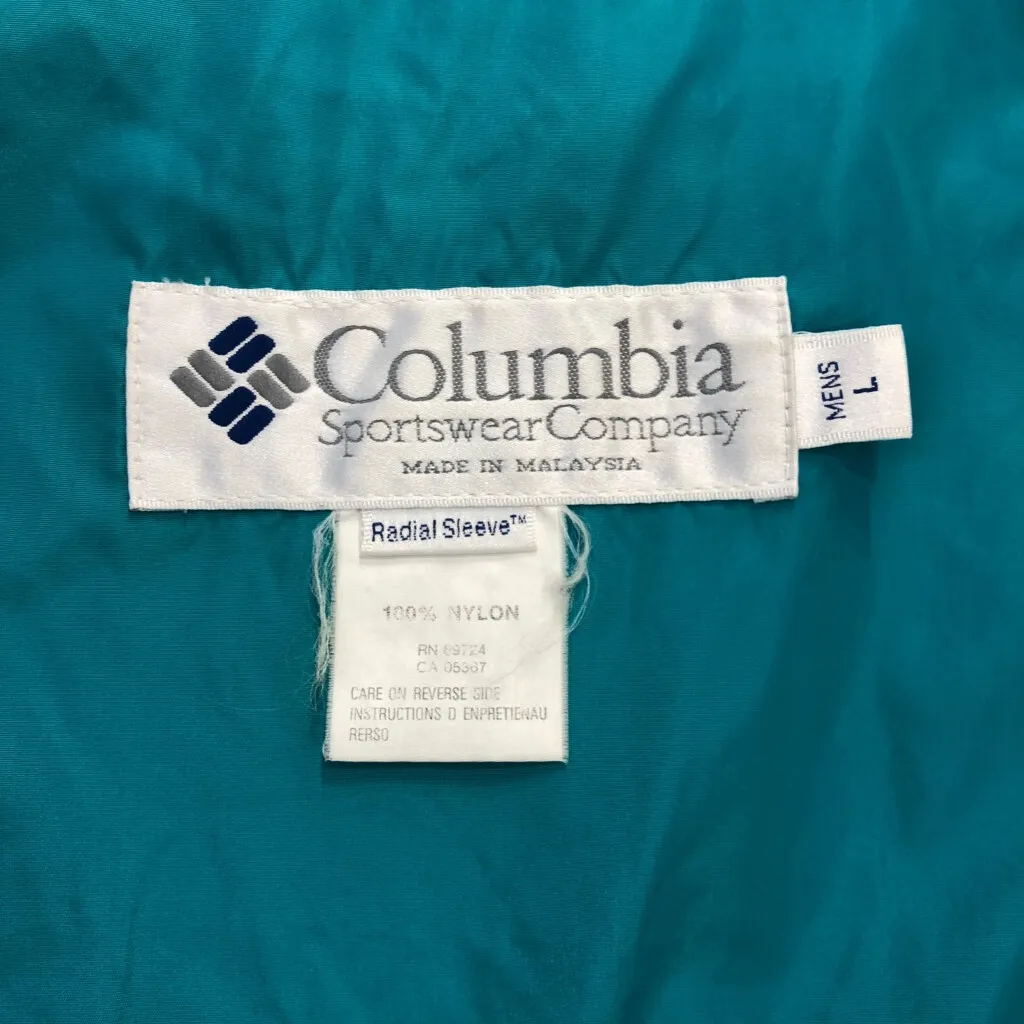 Columbia
Sportswear Company
MADE IN MALAYSIA
MENS
L
Radial Sleeve™
100% NYLON
RN 69724
CA 05367
CARE ON REVERSE SIDE
INSTRUCTIONS D ENPRETIENAU
RERSO